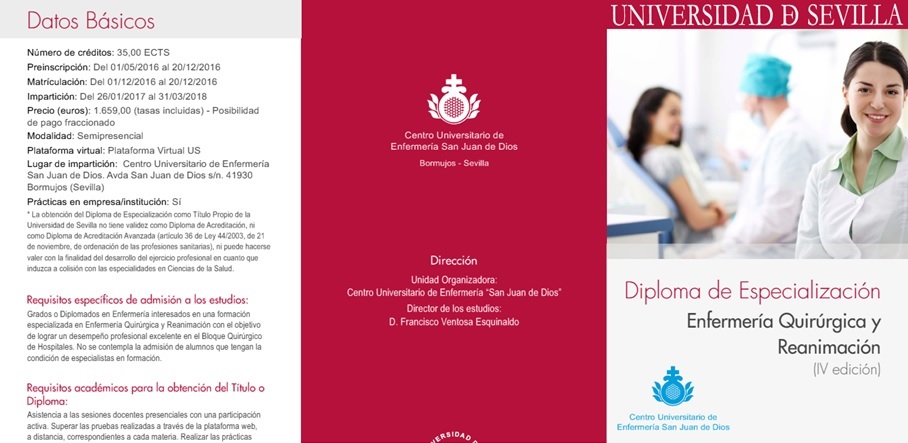 Datos Básicos
Número de créditos: 35,00 ECTS
Preinscripción: Del 01/05/2016 al 20/12/2016
Matrículación: Del 01/12/2016 al 20/12/2016
Impartición: Del 26/01/2017 al 31/03/2018
Precio (euros): 1.659,00 (tasas incluidas) - Posibilidad
de pago fraccionado
Modalidad: Semipresencial
Plataforma virtual: Plataforma Virtual US
Lugar de impartición: Centro Universitario de Enfermería
San Juan de Dios. Avda San Juan de Dios s/n. 41930
Bormujos (Sevilla)
Prácticas en empresa/institución: Sí
* La obtención del Diploma de Especialización como Título Propio de la
Universidad de Sevilla no tiene validez como Diploma de Acreditación, ni
como Diploma de Acreditación Avanzada (artículo 36 de Ley 44/2003, de 21
de noviembre, de ordenación de las profesiones sanitarias), ni puede hacerse
valer con la finalidad del desarrollo del ejercicio profesional en cuanto que
induzca a colisión con las especialidades en Ciencias de la Salud.
Requisitos específicos de admisión a los estudios:
Grados o Diplomados en Enfermería interesados en una formación
especializada en Enfermería Quirúrgica y Reanimación con el objetivo
de lograr un desempeño profesional excelente en el Bloque Quirúrgico
de Hospitales. No se contempla la admisión de alumnos que tengan la
condición de especialistas en formación.
Requisitos académicos para la obtención del Título o
Diploma:
Asistencia a las sesiones docentes presenciales con una participación
activa. Superar las pruebas realizadas a través de la plataforma web,
a distancia, correspondientes a cada materia. Realizar las prácticas
Centro Universitario de
Enfermería San Juan de Dios
Bormujos - Sevilla
Dirección
Unidad Organizadora:
Centro Universitario de Enfermería “San Juan de Dios”
Director de los estudios:
D. Francisco Ventosa Esquinaldo
UNIVERSIDAD DE SEVILLA
Diploma de Especialización
Enfermería Quirúrgica y
Reanimación
(IV edición)
Centro Universitario de
Enfermería San Juan de Dios